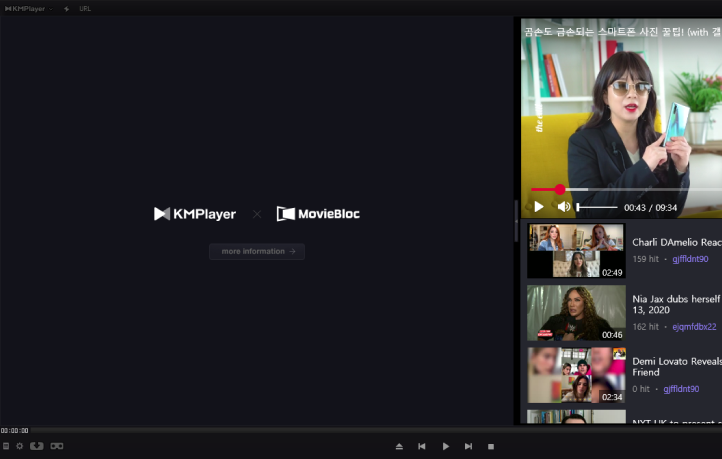 KMPlayer
URL
곰손도 금손되는 스마트폰 사진 꿀팁! (with 갤
KMPlayer × MovieBloc
more information →
00:43 / 09:34
Charli DAmelio Reac
159 hit · gjffldnt90
02:49
Nia Jax dubs herself
13, 2020
162 hit · ejqmfdbx22
00:46
Demi Lovato Reveals
Friend
0 hit · gjffldnt90
02:34
NXT UK to present s
00:00:00